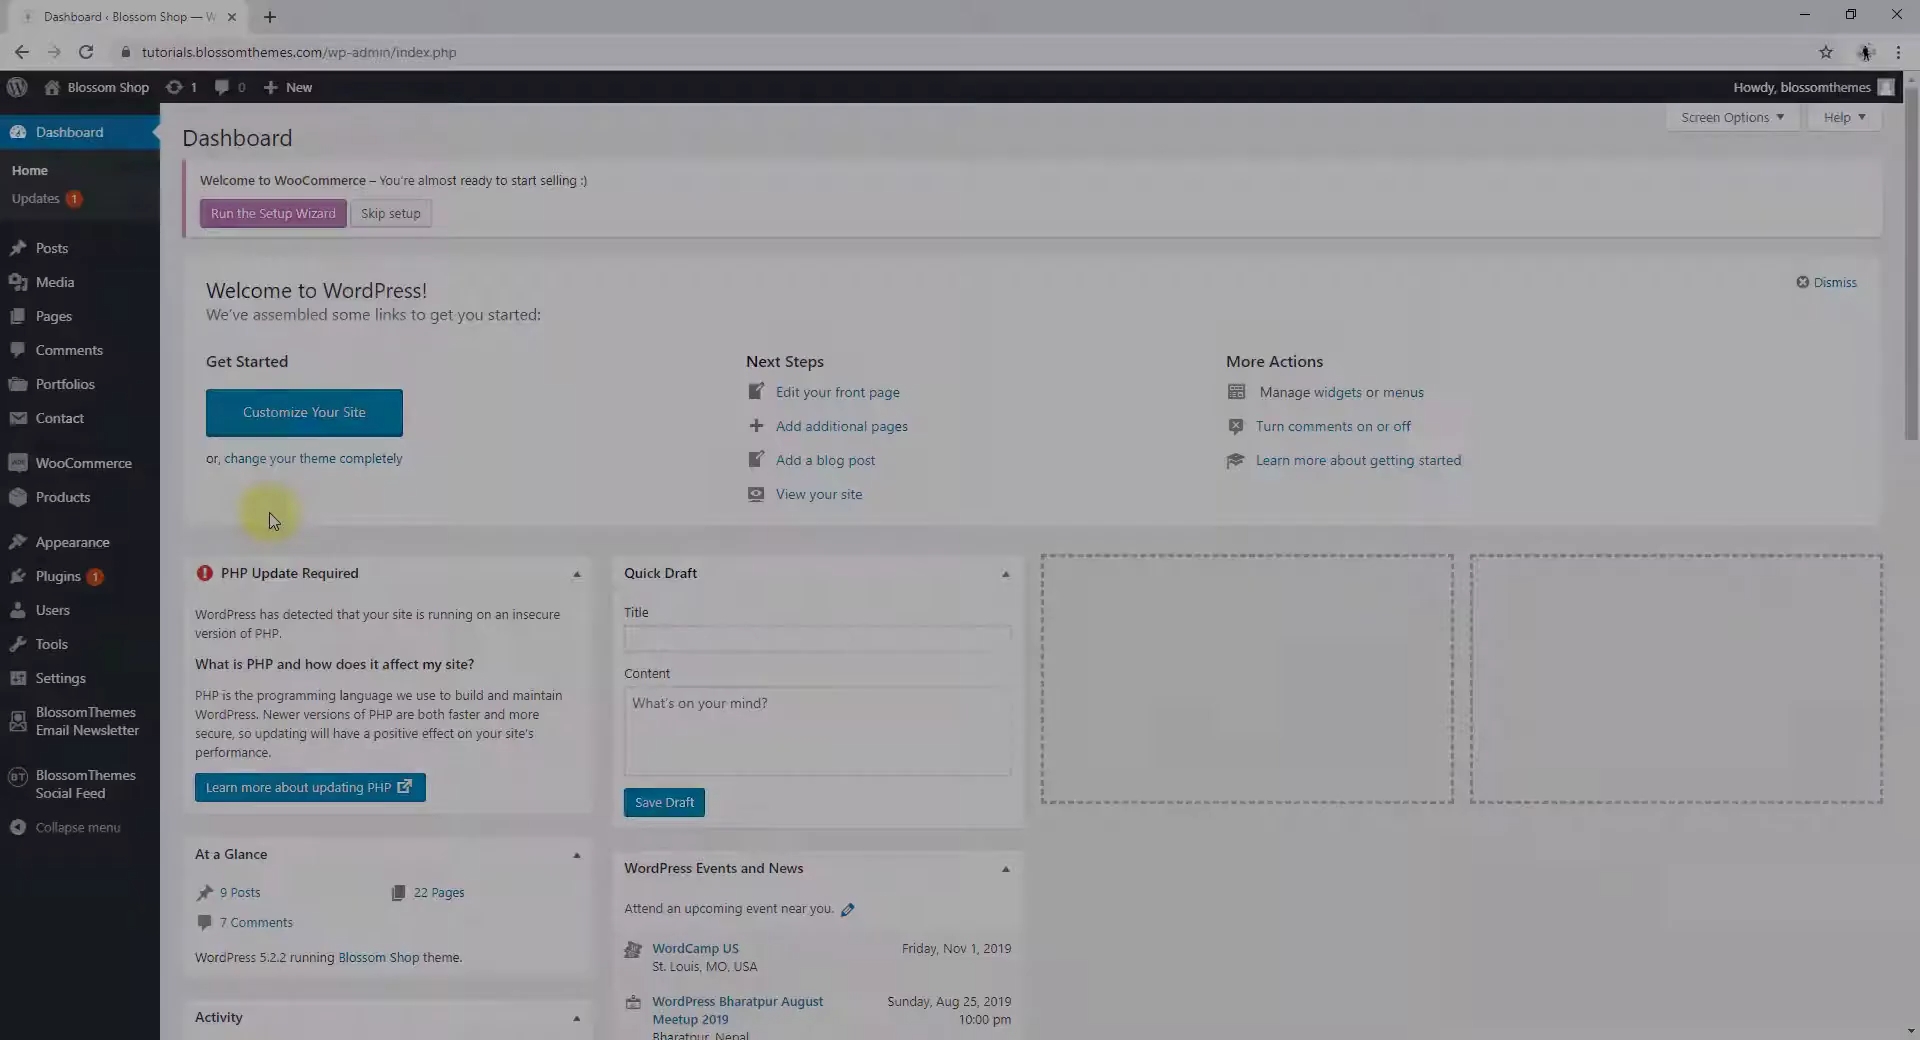 Dashboard ‹ Blossom Shop — W
tutorials.blossomthemes.com/wp-admin/index.php
Blossom Shop 1 0 New
Howdy, blossomthemes
Dashboard
Home
Updates 1
Posts
Media
Pages
Comments
Portfolios
Contact
WooCommerce
Products
Appearance
Plugins 1
Users
Tools
Settings
BlossomThemes
Email Newsletter
BT BlossomThemes
Social Feed
Collapse menu
Dashboard
Screen Options
Help
Welcome to WooCommerce – You're almost ready to start selling :)
Run the Setup Wizard
Skip setup
Welcome to WordPress!
We've assembled some links to get you started:
Dismiss
Get Started
Customize Your Site
or, change your theme completely
Next Steps
Edit your front page
Add additional pages
Add a blog post
View your site
More Actions
Manage widgets or menus
Turn comments on or off
Learn more about getting started
PHP Update Required
WordPress has detected that your site is running on an insecure
version of PHP.
What is PHP and how does it affect my site?
PHP is the programming language we use to build and maintain
WordPress. Newer versions of PHP are both faster and more
secure, so updating will have a positive effect on your site's
performance.
Learn more about updating PHP
At a Glance
9 Posts
22 Pages
7 Comments
WordPress 5.2.2 running Blossom Shop theme.
Activity
Quick Draft
Title
Content
What's on your mind?
Save Draft
WordPress Events and News
Attend an upcoming event near you.
WordCamp US
Friday, Nov 1, 2019
St. Louis, MO, USA
WordPress Bharatpur August
Sunday, Aug 25, 2019
Meetup 2019
10:00 pm
Bharatpur, Nepal